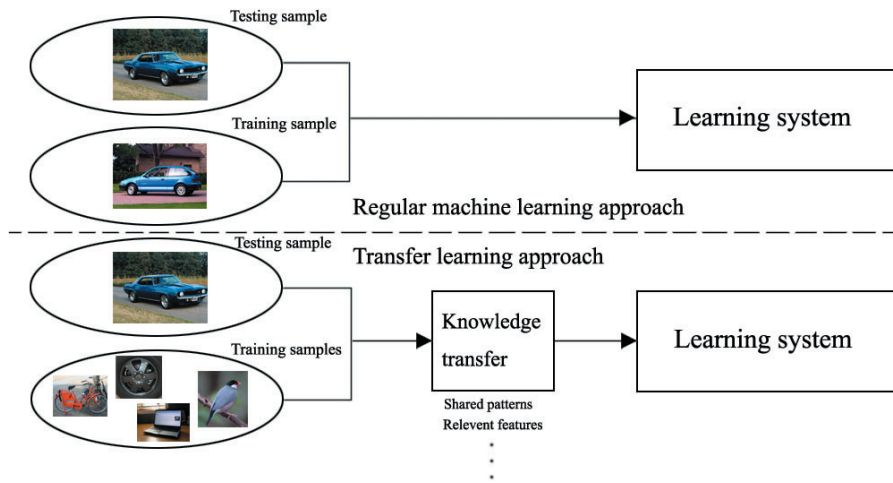 Testing sample
Training sample
Learning system
Regular machine learning approach
Transfer learning approach
Testing sample
Training samples
Knowledge
transfer
Learning system
Shared patterns
Relevent features